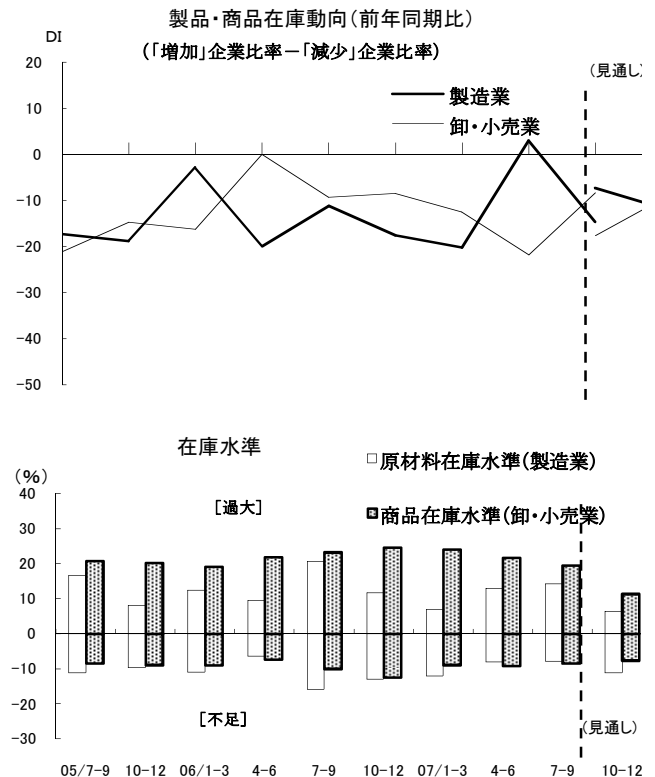 製品・商品在庫動向(前年同期比)
DI
(「増加」企業比率-「減少」企業比率)
(見通し)
製造業
卸・小売業
20
10
0
-10
-20
-30
-40
-50
在庫水準
(%)
□原材料在庫水準(製造業)
[過大]
商品在庫水準(卸・小売業)
40
30
20
10
0
-10
-20
-30
[不足]
(見通し)
05/7-9 10-12 06/1-3 4-6 7-9 10-12 07/1-3 4-6 7-9 10-12